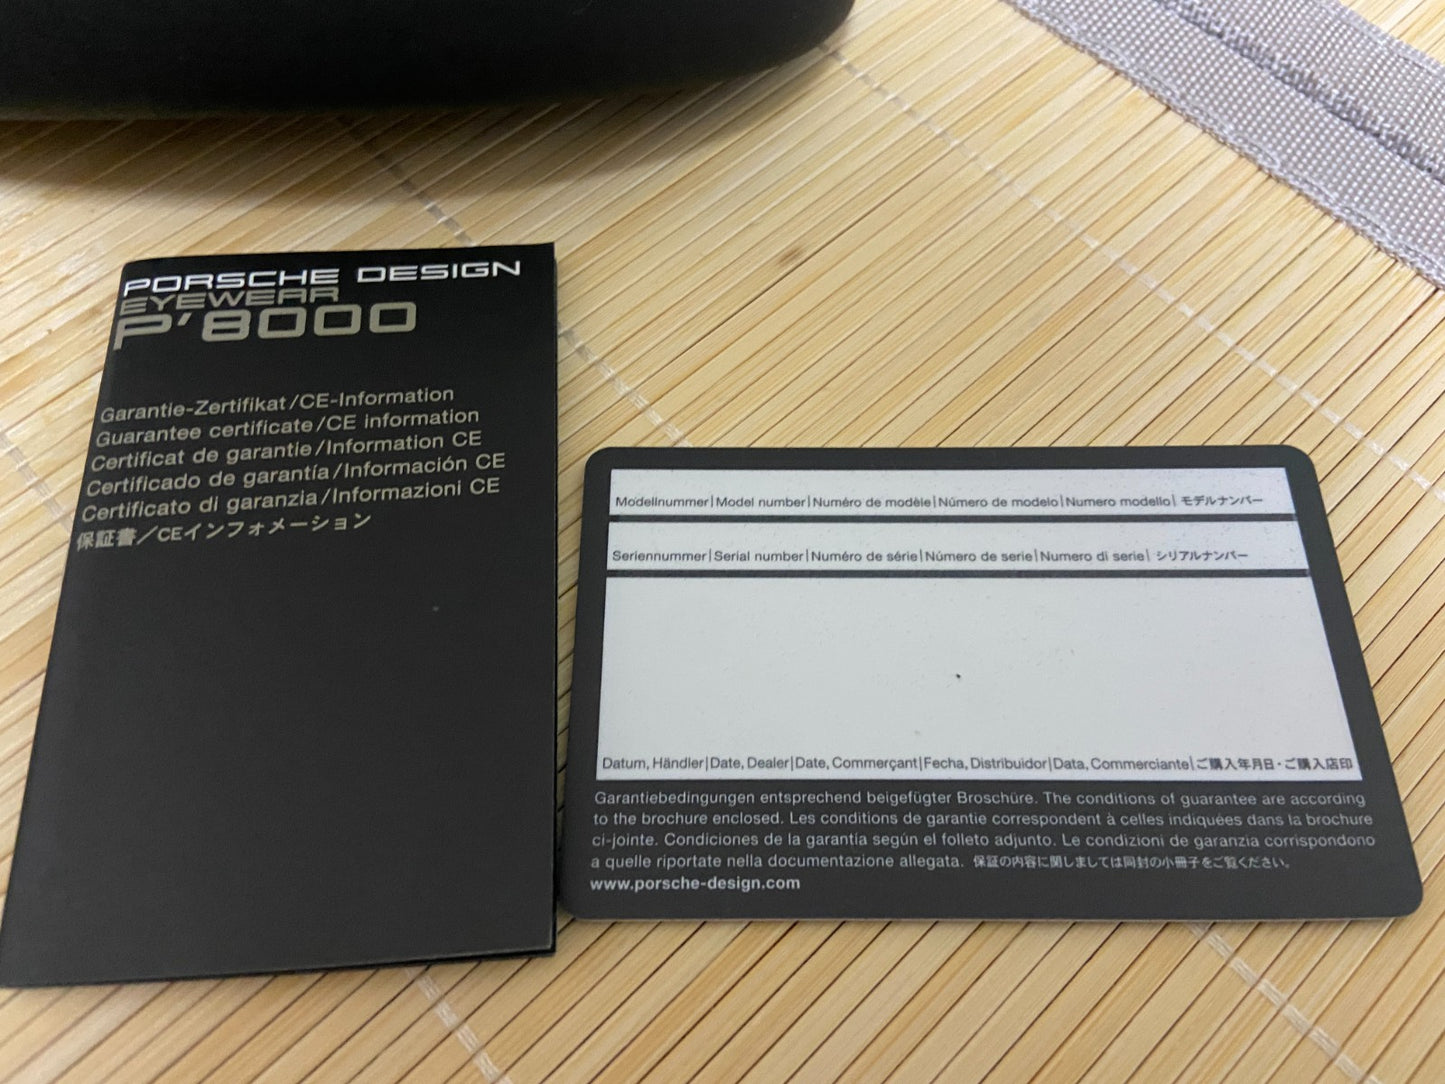 PORSCHE DESIGN
EYEWEAR
P'8000
Garantie-Zertifikat/CE-Information
Guarantee certificate/CE information
Certificat de garantie/Information CE
Certificado de garantía/Información CE
Certificato di garanzia/Informazioni CE
保証書／CEインフォメーション
Modellnummer|Model number|Numéro de modèle|Número de modelo|Numero modello| モデルナンバー
Seriennummer|Serial number|Numéro de série|Número de serie|Numero di serie| シリアルナンバー
Datum, Händler|Date, Dealer|Date, Commerçant|Fecha, Distribuidor|Data, Commerciante|ご購入年月日・ご購入店印
Garantiebedingungen entsprechend beigefügter Broschüre. The conditions of guarantee are according
to the brochure enclosed. Les conditions de garantie correspondent à celles indiquées dans la brochure
ci-jointe. Condiciones de la garantía según el folleto adjunto. Le condizioni di garanzia corrispondono
a quelle riportate nella documentazione allegata. 保証の内容に関しましては同封の小冊子をご覧ください。
www.porsche-design.com